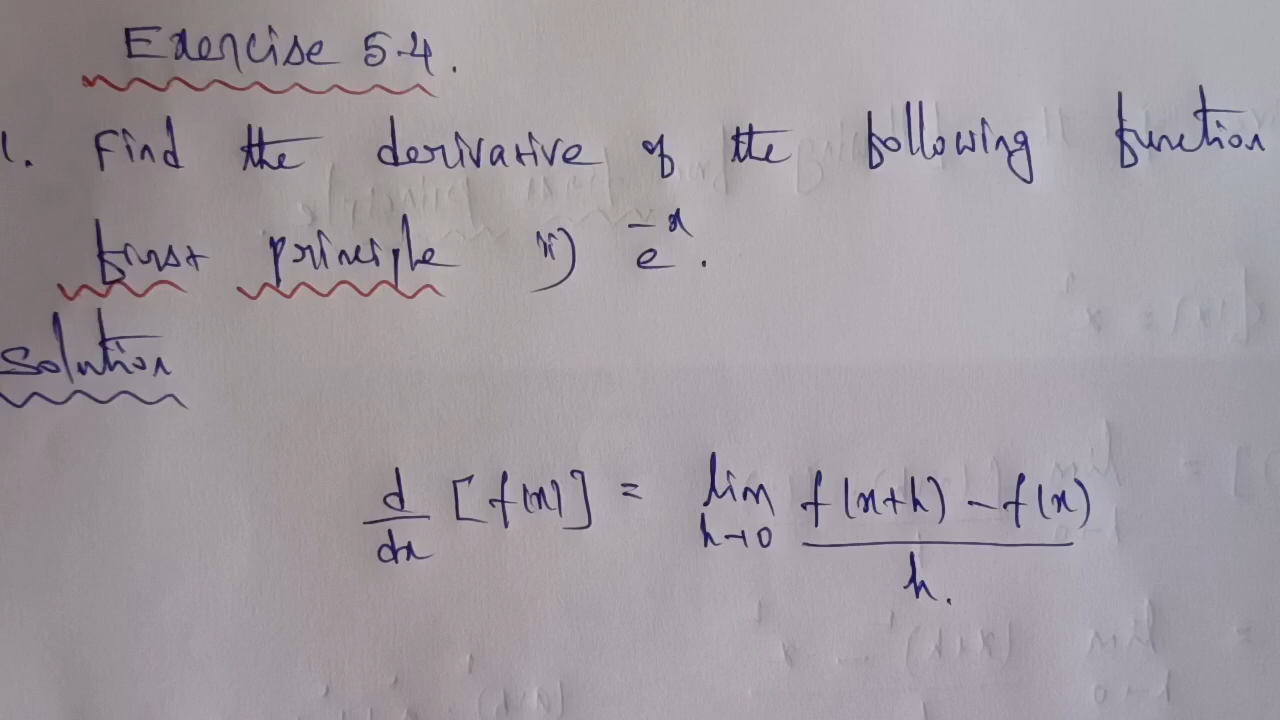 Exercise 5.4.
1. Find the derivative of the following function
first principle ii) e^{-x}.
Solution
d/dx [f(x)] = lim h→0 f(x+h) - f(x) / h.